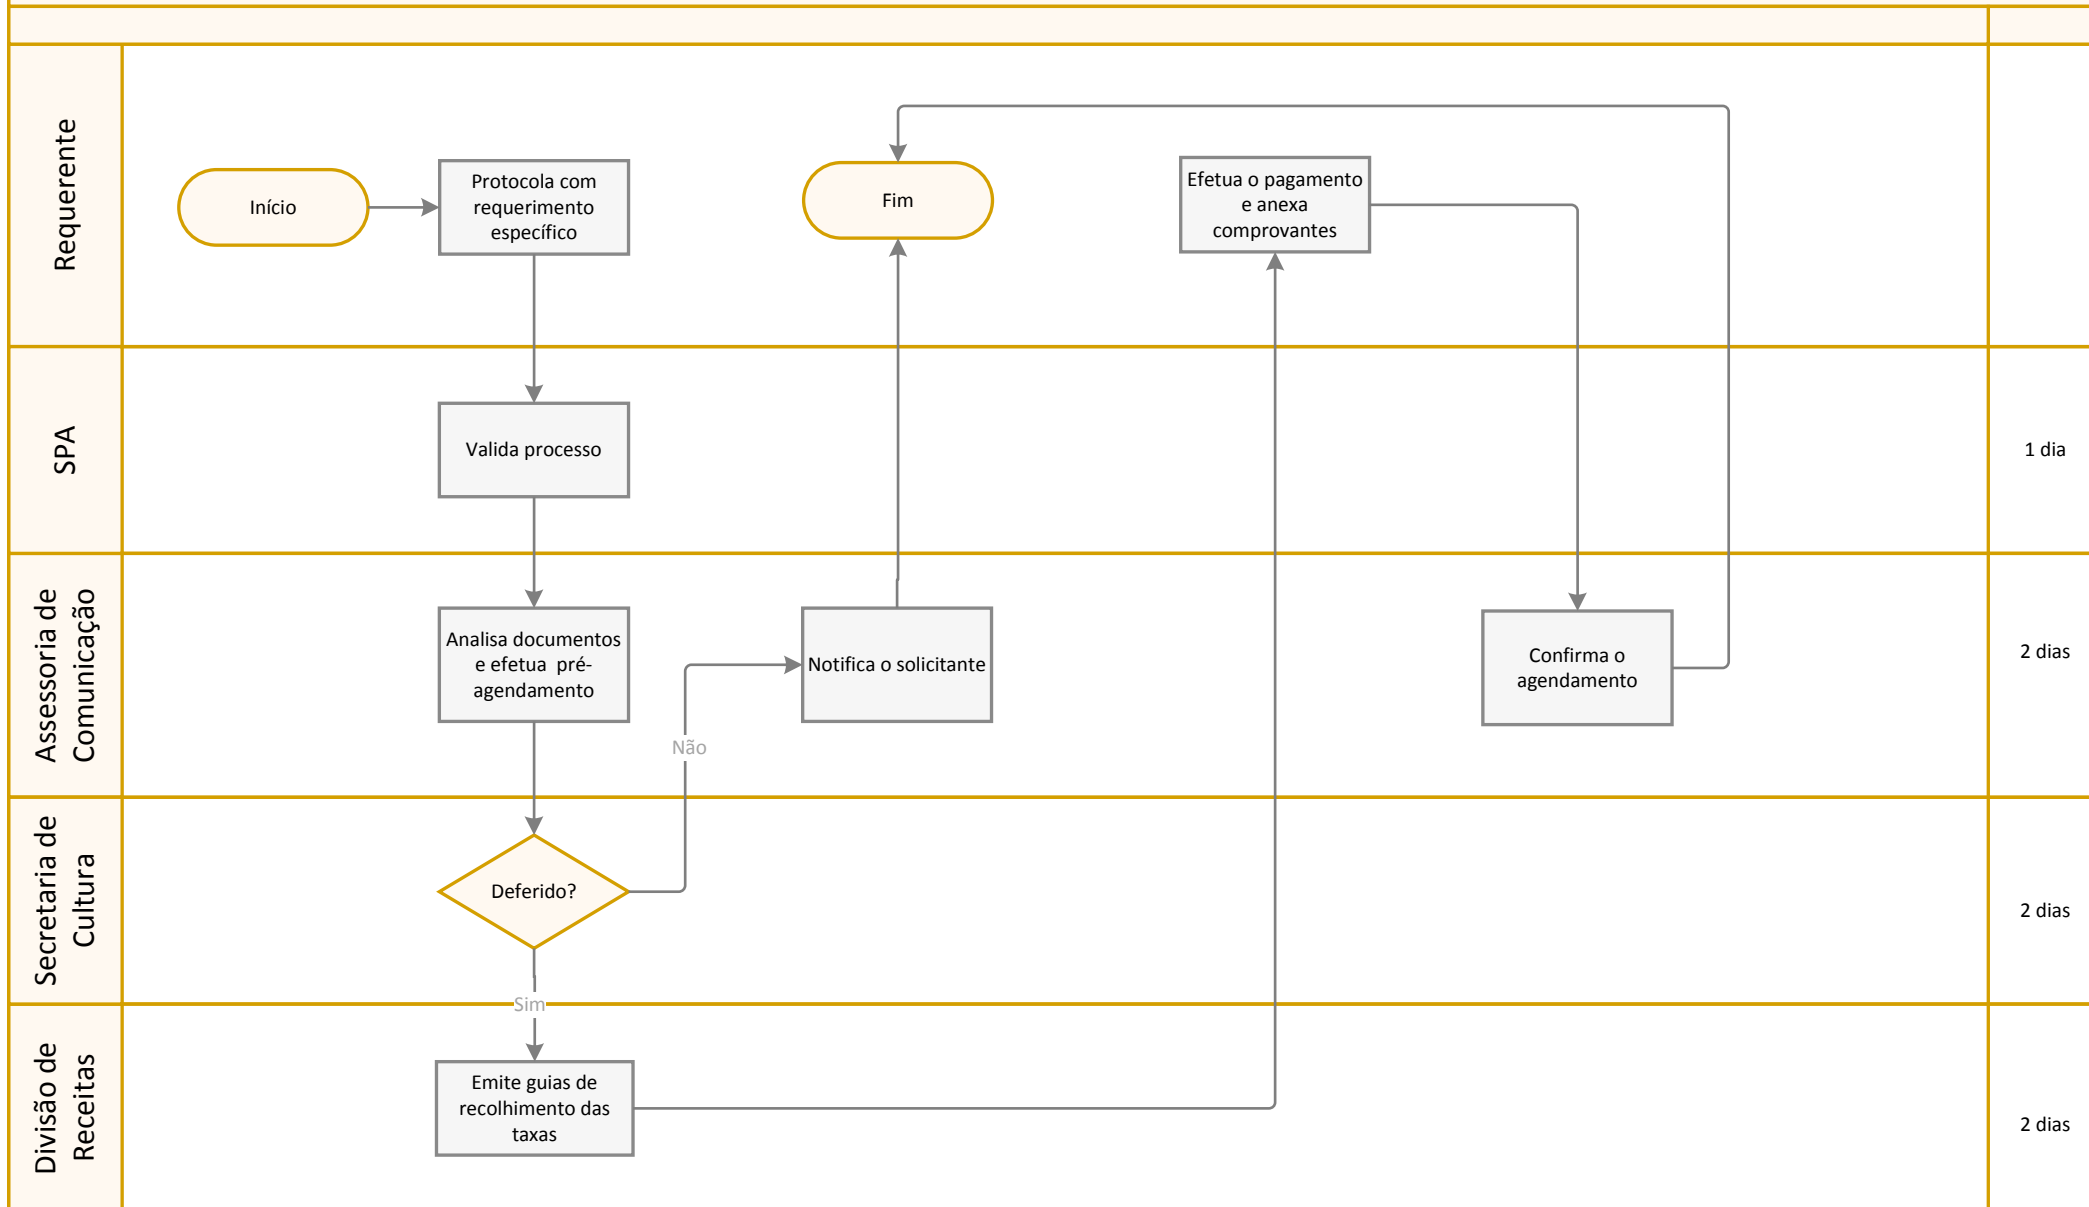 Requerente
Início
Protocola com
requerimento
específico
Fim
Efetua o pagamento
e anexa
comprovantes
SPA
Valida processo
1 dia
Assessoria de
Comunicação
Analisa documentos
e efetua  pré-
agendamento
Notifica o solicitante
Confirma o
agendamento
2 dias
Não
Secretaria de
Cultura
Deferido?
2 dias
Sim
Divisão de
Receitas
Emite guias de
recolhimento das
taxas
2 dias